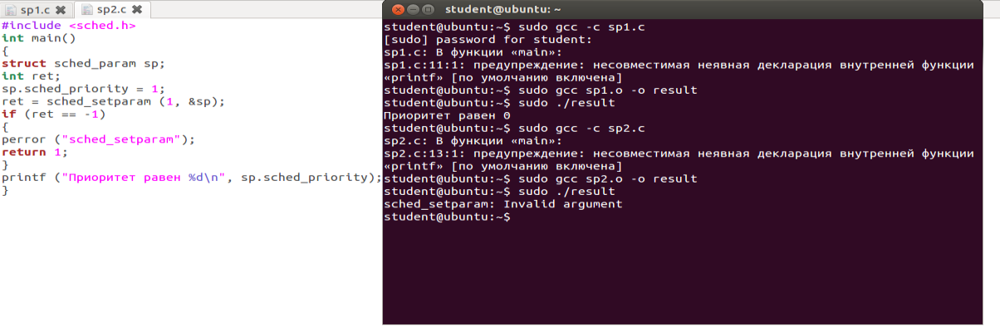 sp1.c ✖ sp2.c ✖
#include <sched.h>
int main()
{
struct sched_param sp;
int ret;
sp.sched_priority = 1;
ret = sched_setparam (1, &sp);
if (ret == -1)
{
perror ("sched_setparam");
return 1;
}
printf ("Приоритет равен %d\n", sp.sched_priority);
}
student@ubuntu: ~
student@ubuntu:~$ sudo gcc -c sp1.c
[sudo] password for student:
sp1.c: В функции «main»:
sp1.c:11:1: предупреждение: несовместимая неявная декларация внутренней функции
«printf» [по умолчанию включена]
student@ubuntu:~$ sudo gcc sp1.o -o result
student@ubuntu:~$ sudo ./result
Приоритет равен 0
student@ubuntu:~$ sudo gcc -c sp2.c
sp2.c: В функции «main»:
sp2.c:13:1: предупреждение: несовместимая неявная декларация внутренней функции
«printf» [по умолчанию включена]
student@ubuntu:~$ sudo gcc sp2.o -o result
student@ubuntu:~$ sudo ./result
sched_setparam: Invalid argument
student@ubuntu:~$